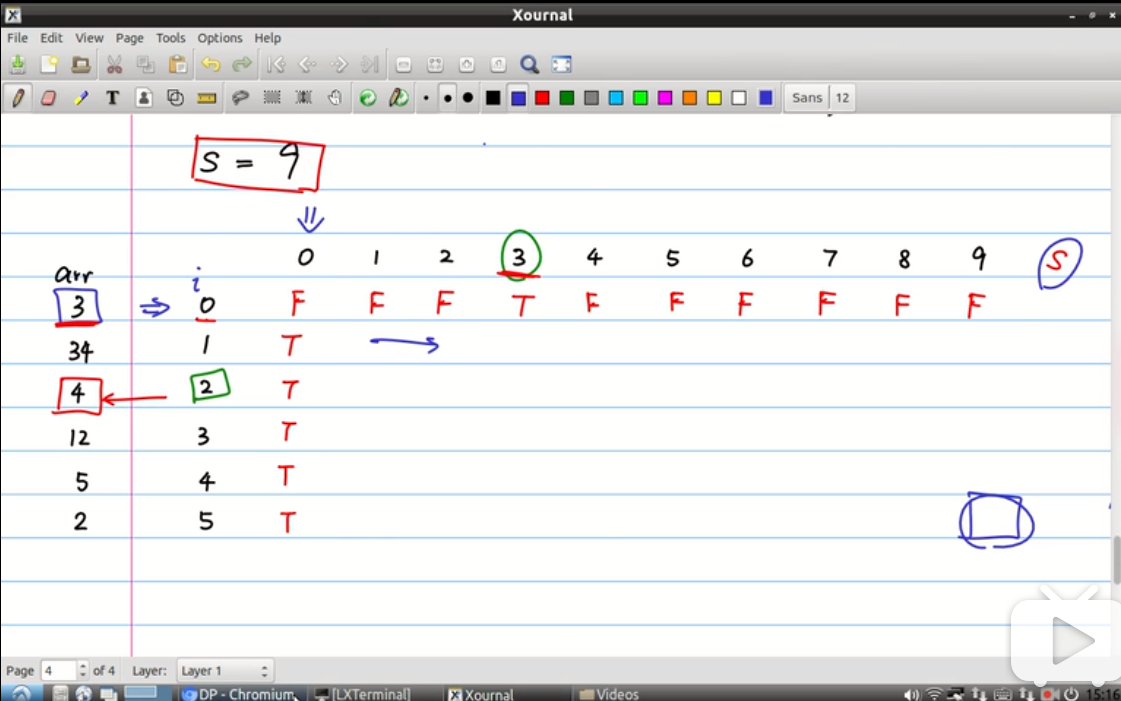 Xournal
File Edit View Page Tools Options Help
T Sans 12
S = 9
0 1 2 3 4 5 6 7 8 9 S
arr i
3 0 F F F T F F F F F F
34 1 T
4 2 T
12 3 T
5 4 T
2 5 T
Page 4 of 4 Layer: Layer 1
DP - Chromium [LXTerminal] Xournal Videos 15:16